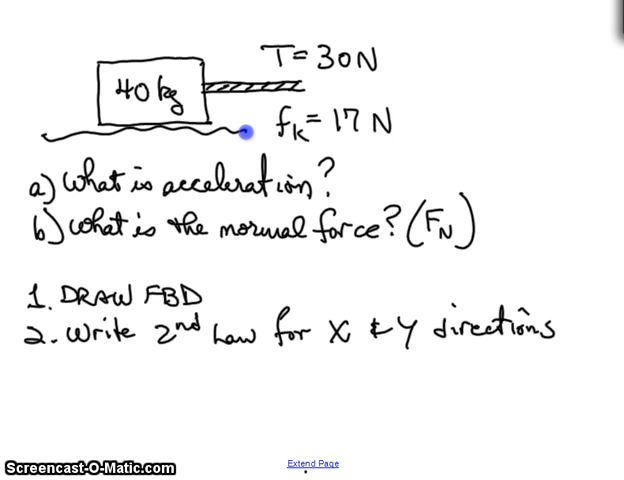 T = 30N
40 kg
fK = 17 N
a) What is acceleration?
b) What is the normal force? (FN)
1. DRAW FBD
2. Write 2nd Law for X & Y directions
Extend Page
Screencast-O-Matic.com